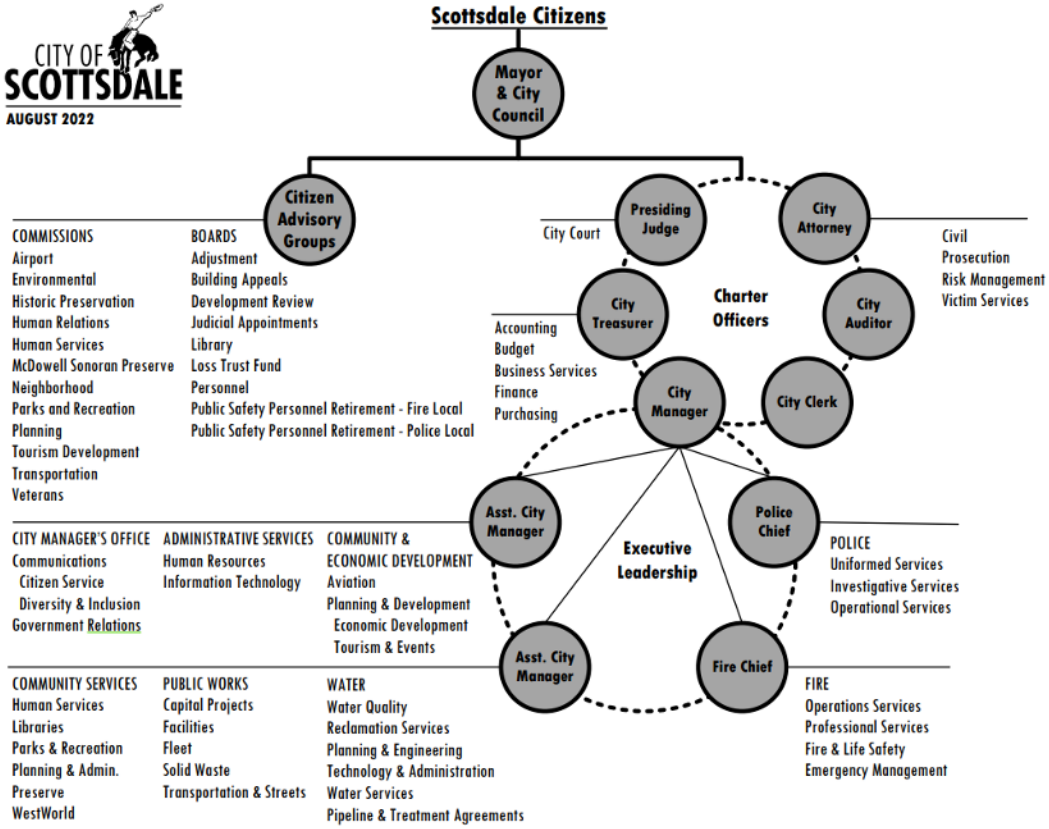 CITY OF
SCOTTSDALE
AUGUST 2022
Scottsdale Citizens
Mayor
& City
Council
Citizen
Advisory
Groups
COMMISSIONS
Airport
Environmental
Historic Preservation
Human Relations
Human Services
McDowell Sonoran Preserve
Neighborhood
Parks and Recreation
Planning
Tourism Development
Transportation
Veterans
BOARDS
Adjustment
Building Appeals
Development Review
Judicial Appointments
Library
Loss Trust Fund
Personnel
Public Safety Personnel Retirement - Fire Local
Public Safety Personnel Retirement - Police Local
Presiding
Judge
City Court
City
Attorney
Civil
Prosecution
Risk Management
Victim Services
City
Treasurer
Accounting
Budget
Business Services
Finance
Purchasing
Charter
Officers
City
Auditor
City
Manager
City Clerk
Asst. City
Manager
CITY MANAGER'S OFFICE
Communications
Citizen Service
Diversity & Inclusion
Government Relations
ADMINISTRATIVE SERVICES
Human Resources
Information Technology
COMMUNITY &
ECONOMIC DEVELOPMENT
Aviation
Planning & Development
Economic Development
Tourism & Events
Executive
Leadership
Police
Chief
POLICE
Uniformed Services
Investigative Services
Operational Services
Asst. City
Manager
COMMUNITY SERVICES
Human Services
Libraries
Parks & Recreation
Planning & Admin.
Preserve
WestWorld
PUBLIC WORKS
Capital Projects
Facilities
Fleet
Solid Waste
Transportation & Streets
WATER
Water Quality
Reclamation Services
Planning & Engineering
Technology & Administration
Water Services
Pipeline & Treatment Agreements
Fire Chief
FIRE
Operations Services
Professional Services
Fire & Life Safety
Emergency Management